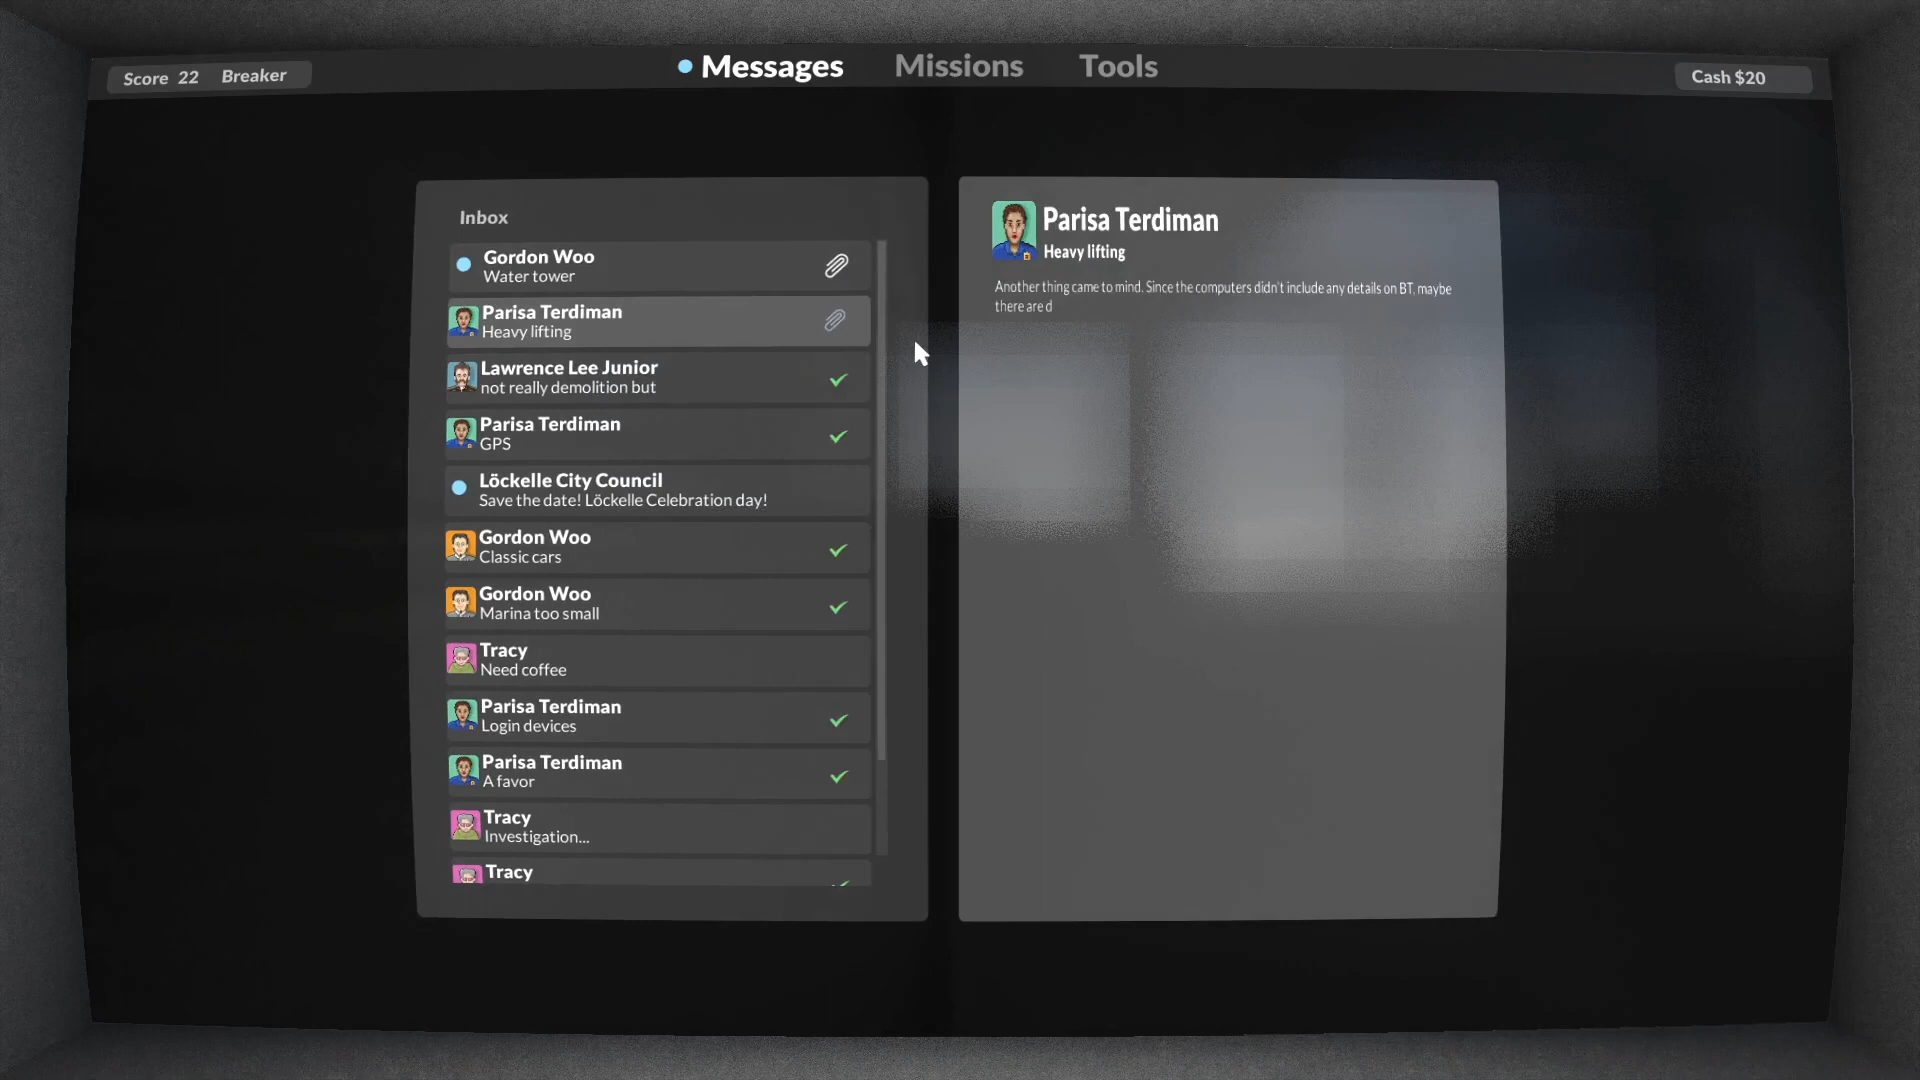 Score 22 Breaker
Messages
Missions
Tools
Cash $20
Inbox
Gordon Woo
Water tower
Parisa Terdiman
Heavy lifting
Lawrence Lee Junior
not really demolition but
Parisa Terdiman
GPS
Löckelle City Council
Save the date! Löckelle Celebration day!
Gordon Woo
Classic cars
Gordon Woo
Marina too small
Tracy
Need coffee
Parisa Terdiman
Login devices
Parisa Terdiman
A favor
Tracy
Investigation...
Tracy
Parisa Terdiman
Heavy lifting
Another thing came to mind. Since the computers didn't include any details on BT, maybe
there are d